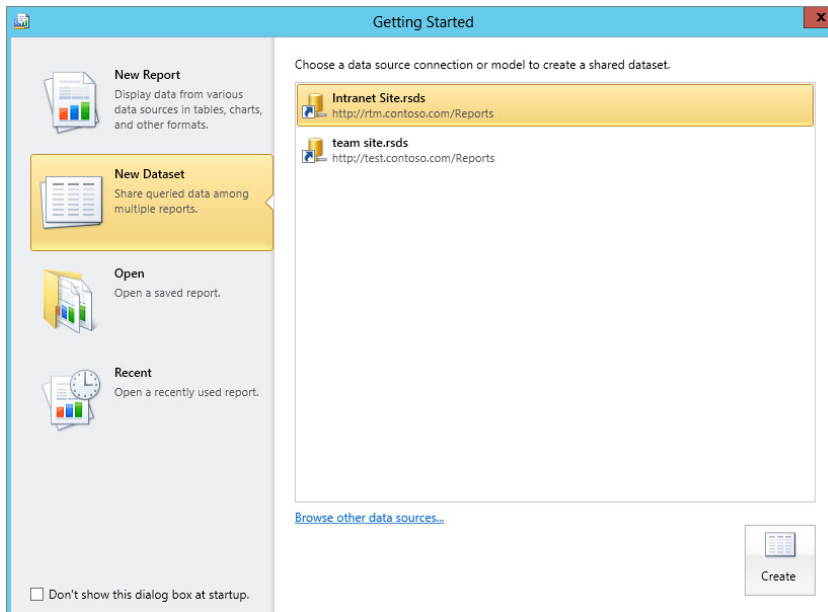 Getting Started
x
New Report
Display data from various
data sources in tables, charts,
and other formats.
New Dataset
Share queried data among
multiple reports.
Open
Open a saved report.
Recent
Open a recently used report.
Don't show this dialog box at startup.
Choose a data source connection or model to create a shared dataset.
Intranet Site.rsds
http://rtm.contoso.com/Reports
team site.rsds
http://test.contoso.com/Reports
Browse other data sources...
Create